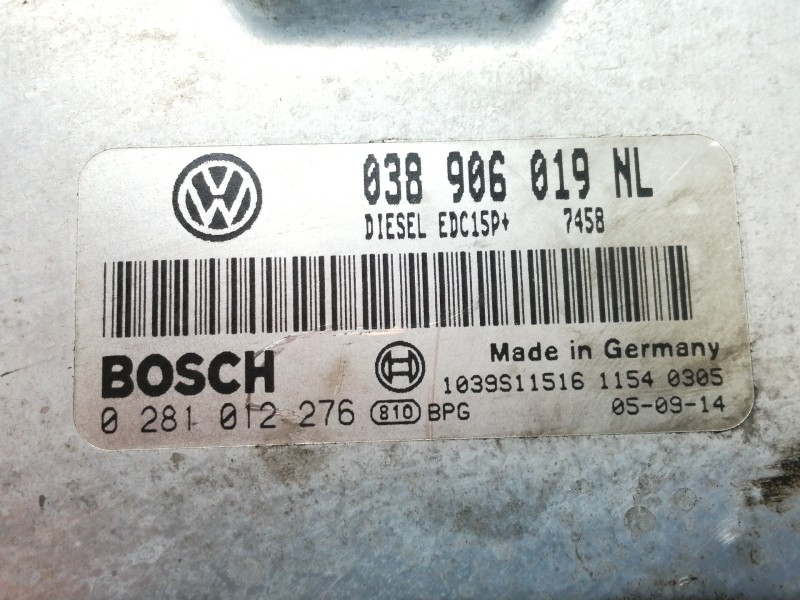 038 906 019 NL
DIESEL EDC15P+ 7458
BOSCH
Made in Germany
1039S11516 1154 0305
0 281 012 276 810 BPG 05-09-14